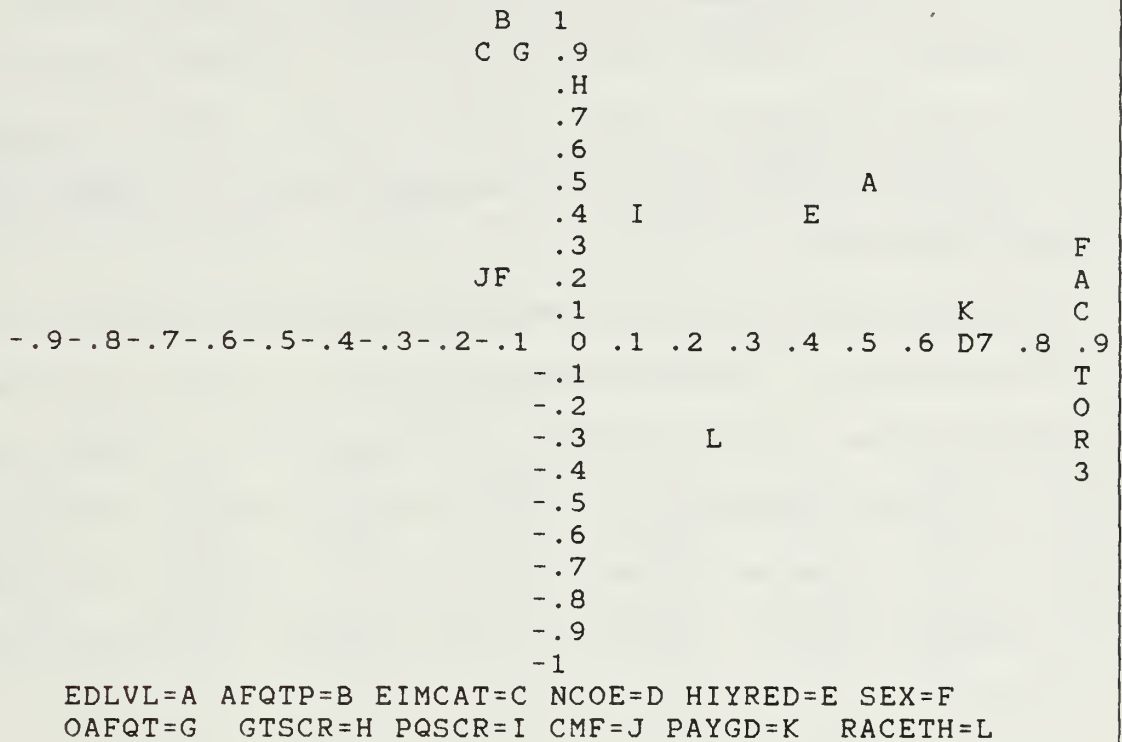 B 1
C G .9
.H
.7
.6
.5 A
.4 I E
.3 F
JF .2 A
.1 K C
-.9-.8-.7-.6-.5-.4-.3-.2-.1 0 .1 .2 .3 .4 .5 .6 D7 .8 .9
-.1 T
-.2 O
-.3 L R
-.4 3
-.5
-.6
-.7
-.8
-.9
-1
EDLVL=A AFQTP=B EIMCAT=C NCOE=D HIYRED=E SEX=F
OAFQT=G GTSCR=H PQSCR=I CMF=J PAYGD=K RACETH=L